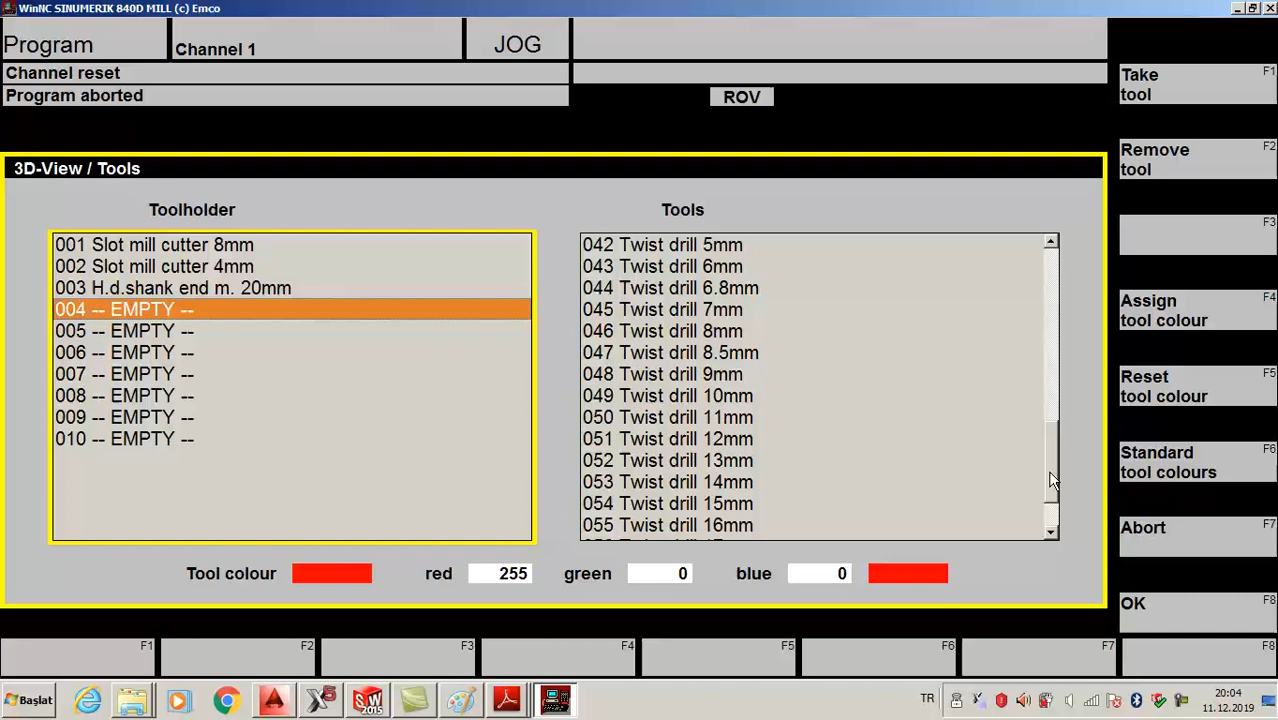 WinNC SINUMERIK 840D MILL (c) Emco
Program
Channel 1
JOG
Channel reset
Program aborted
ROV
3D-View / Tools
Toolholder
Tools
001 Slot mill cutter 8mm
002 Slot mill cutter 4mm
003 H.d.shank end m. 20mm
004 -- EMPTY --
005 -- EMPTY --
006 -- EMPTY --
007 -- EMPTY --
008 -- EMPTY --
009 -- EMPTY --
010 -- EMPTY --
042 Twist drill 5mm
043 Twist drill 6mm
044 Twist drill 6.8mm
045 Twist drill 7mm
046 Twist drill 8mm
047 Twist drill 8.5mm
048 Twist drill 9mm
049 Twist drill 10mm
050 Twist drill 11mm
051 Twist drill 12mm
052 Twist drill 13mm
053 Twist drill 14mm
054 Twist drill 15mm
055 Twist drill 16mm
Tool colour red 255 green 0 blue 0
Take tool F1
Remove tool F2
F3
Assign tool colour F4
Reset tool colour F5
Standard tool colours F6
Abort F7
OK F8
F1 F2 F3 F4 F5 F6 F7 F8
Başlat
SW
2015
TR
20:04
11.12.2019